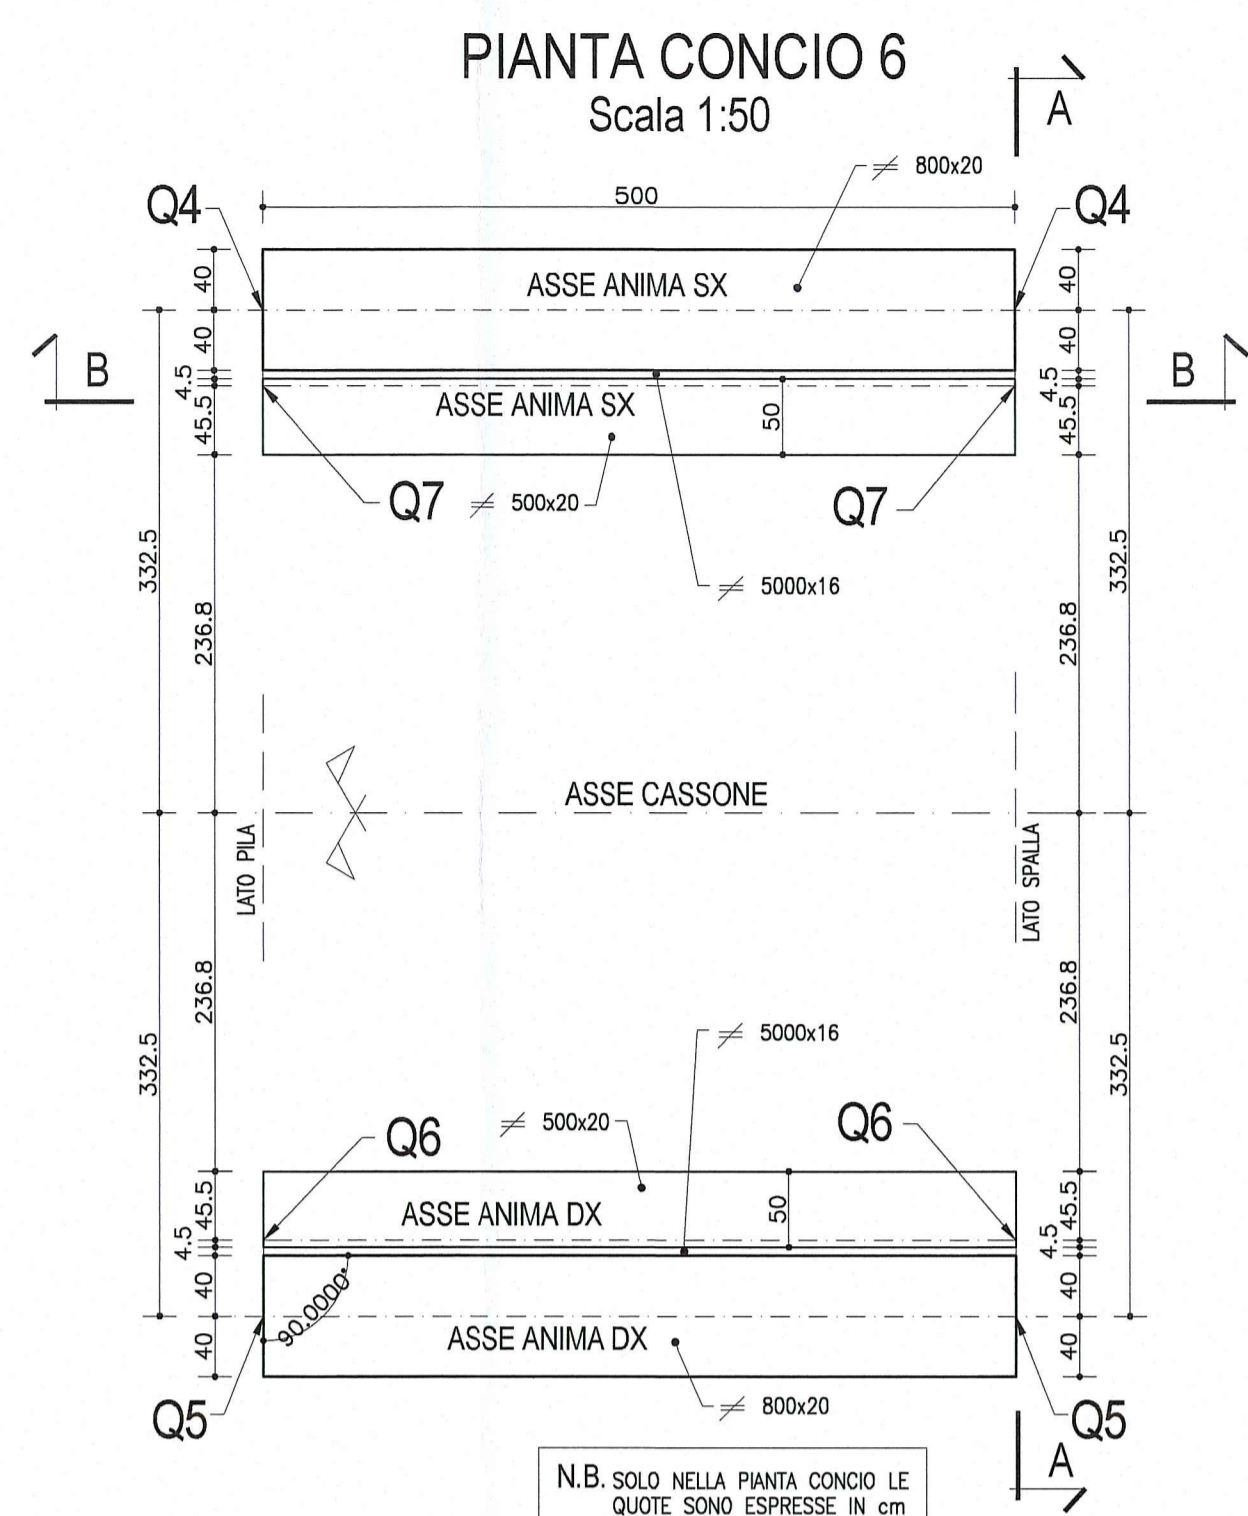 PIANTA CONCIO 6
Scala 1:50
A
800x20
Q4
500
Q4
40
ASSE ANIMA SX
40
40
40
B
B
4.5
4.5
ASSE ANIMA SX
50
45.5
45.5
Q7
500x20
Q7
332.5
332.5
5000x16
236.8
236.8
ASSE CASSONE
LATO PILA
LATO SPALLA
236.8
236.8
5000x16
332.5
332.5
500x20
Q6
Q6
45.5
ASSE ANIMA DX
50
45.5
4.5
4.5
40
90.0000°
40
ASSE ANIMA DX
40
40
800x20
Q5
Q5
A
N.B. SOLO NELLA PIANTA CONCIO LE
QUOTE SONO ESPRESSE IN cm